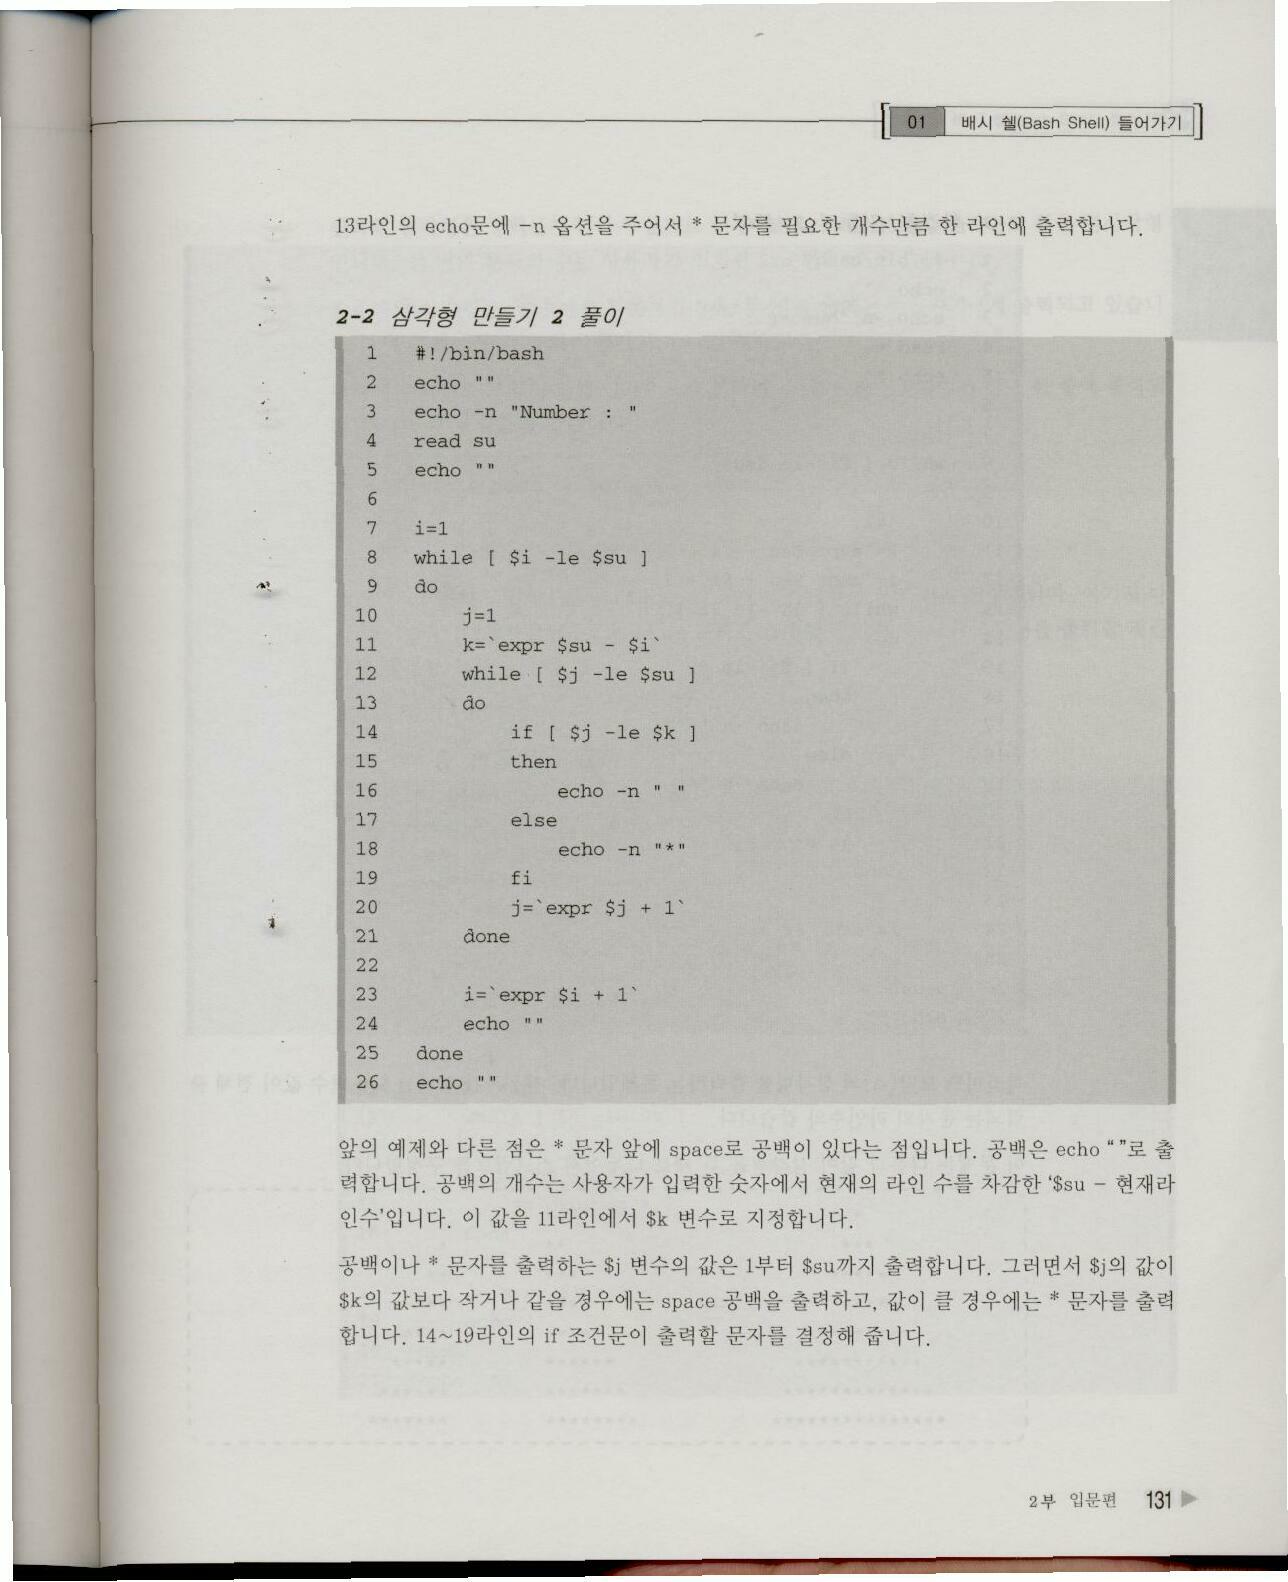 01 배시 쉘(Bash Shell) 들어가기
13라인의 echo문에 -n 옵션을 주어서 * 문자를 필요한 개수만큼 한 라인에 출력합니다.
2-2 삼각형 만들기 2 풀이
1 #!/bin/bash
2 echo ""
3 echo -n "Number : "
4 read su
5 echo ""
6
7 i=1
8 while [ $i -le $su ]
9 do
10 j=1
11 k=`expr $su - $i`
12 while [ $j -le $su ]
13 do
14 if [ $j -le $k ]
15 then
16 echo -n " "
17 else
18 echo -n "*"
19 fi
20 j=`expr $j + 1`
21 done
22
23 i=`expr $i + 1`
24 echo ""
25 done
26 echo ""
앞의 예제와 다른 점은 * 문자 앞에 space로 공백이 있다는 점입니다. 공백은 echo “ ”로 출
력합니다. 공백의 개수는 사용자가 입력한 숫자에서 현재의 라인 수를 차감한 ‘$su - 현재라
인수’입니다. 이 값을 11라인에서 $k 변수로 지정합니다.
공백이나 * 문자를 출력하는 $j 변수의 값은 1부터 $su까지 출력합니다. 그러면서 $j의 값이
$k의 값보다 작거나 같을 경우에는 space 공백을 출력하고, 값이 클 경우에는 * 문자를 출력
합니다. 14~19라인의 if 조건문이 출력할 문자를 결정해 줍니다.
2부 입문편 131